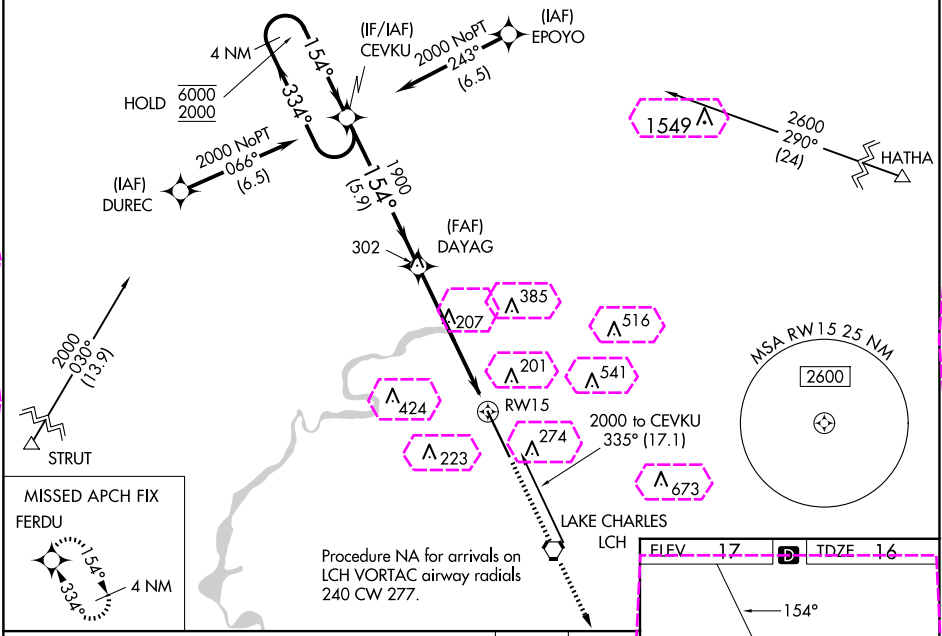 (IF/IAF)
CEVKU
(IAF)
EPOYO
4 NM
154°
334°
2000 NoPT
243°
(6.5)
HOLD
6000
2000
1549
2600
290°
(24)
HATHA
2000 NoPT
066°
(6.5)
(IAF)
DUREC
1900
154°
(5.9)
(FAF)
DAYAG
302
207
385
516
2000
030°
(13.9)
STRUT
201
541
424
RW15
274
223
2000 to CEVKU
335° (17.1)
673
MSA RW15 25 NM
2600
MISSED APCH FIX
FERDU
154°
334°
4 NM
LAKE CHARLES
LCH
Procedure NA for arrivals on
LCH VORTAC airway radials
240 CW 277.
ELEV 17 D TDZE 16
154°